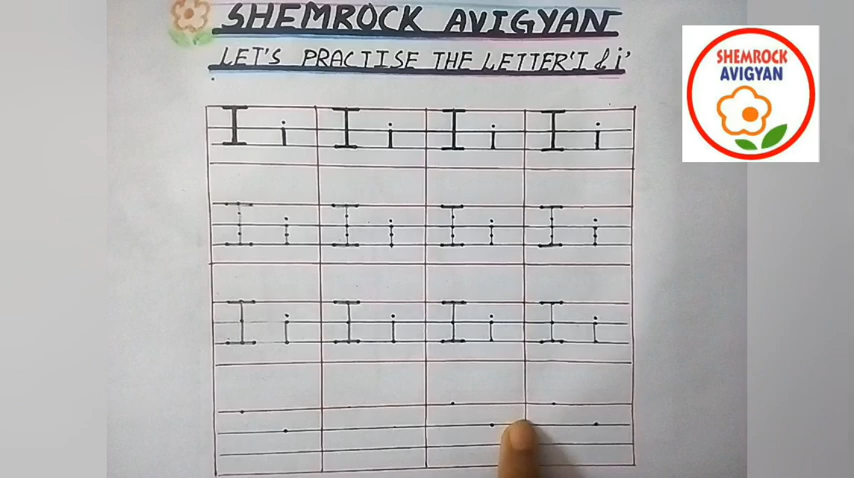 SHEMROCK AVIGYAN
LET'S PRACTISE THE LETTER'I & i'
I i I i I i I i
I i I i I i I i
I i I i I i I i
SHEMROCK
AVIGYAN